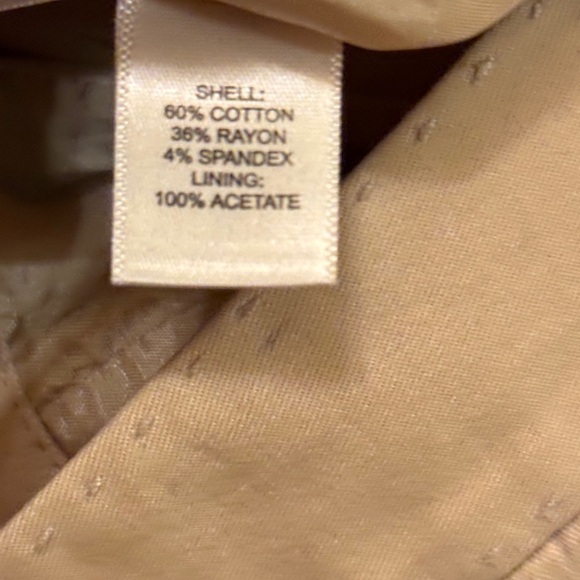 SHELL:
60% COTTON
36% RAYON
4% SPANDEX
LINING:
100% ACETATE